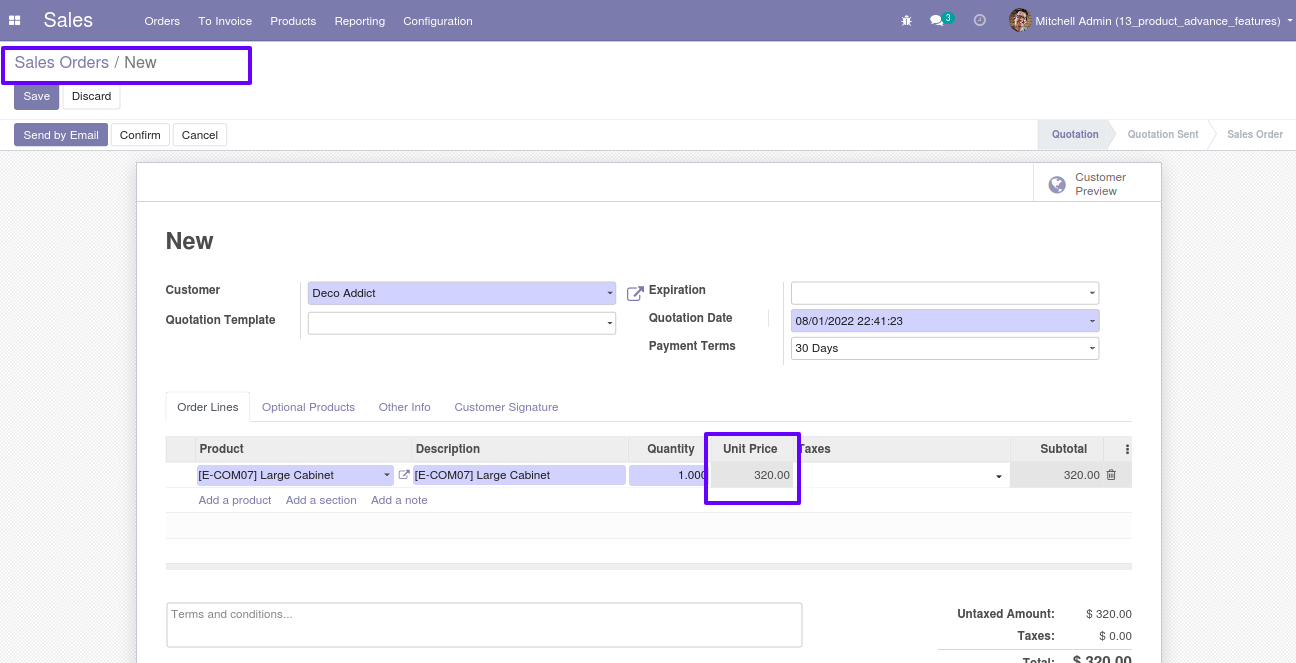 Sales Orders To Invoice Products Reporting Configuration 3 Mitchell Admin (13_product_advance_features)
Sales Orders / New
Save Discard
Send by Email Confirm Cancel Quotation Quotation Sent Sales Order
Customer
Preview
New
Customer Deco Addict Expiration
Quotation Template Quotation Date 08/01/2022 22:41:23
Payment Terms 30 Days
Order Lines Optional Products Other Info Customer Signature
Product Description Quantity Unit Price Taxes Subtotal
[E-COM07] Large Cabinet [E-COM07] Large Cabinet 1.000 320.00 320.00
Add a product Add a section Add a note
Terms and conditions... Untaxed Amount: $ 320.00
Taxes: $ 0.00
Total: $ 320.00